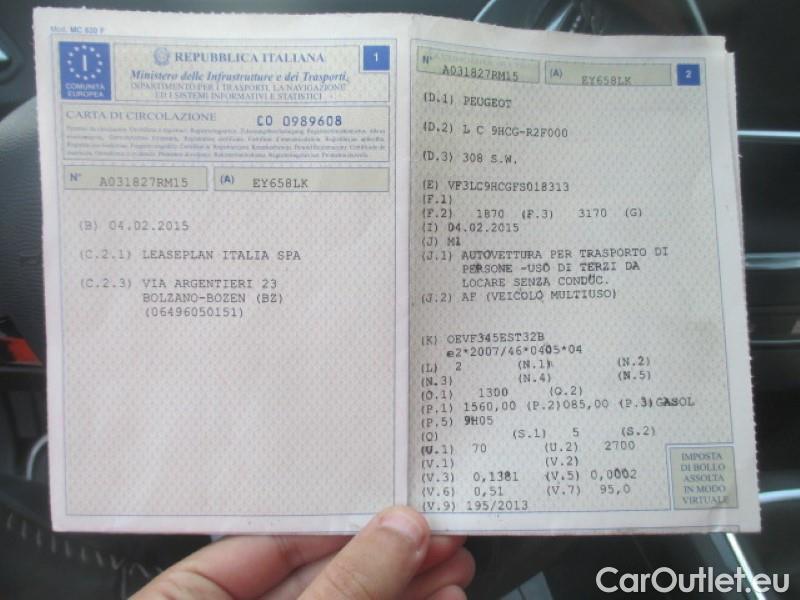 Mod. MC 820 F
I
COMUNITÀ
EUROPEA
REPUBBLICA ITALIANA
1
Ministero delle Infrastrutture e dei Trasporti,
DIPARTIMENTO PER I TRASPORTI, LA NAVIGAZIONE
ED I SISTEMI INFORMATIVI E STATISTICI
CARTA DI CIRCOLAZIONE
CO 0989608
N° A031827RM15 (A) EY658LK
(B) 04.02.2015
(C.2.1) LEASEPLAN ITALIA SPA
(C.2.3) VIA ARGENTIERI 23
BOLZANO-BOZEN (BZ)
(06496050151)
N° A031827RM15 (A) EY658LK 2
(D.1) PEUGEOT
(D.2) L C 9HCG-R2F000
(D.3) 308 S.W.
(E) VF3LC9HCGFS018313
(F.1)
(F.2) 1870 (F.3) 3170 (G)
(I) 04.02.2015
(J) M1
(J.1) AUTOVETTURA PER TRASPORTO DI
PERSONE -USO DI TERZI DA
LOCARE SENZA CONDUC.
(J.2) AF (VEICOLO MULTIUSO)
(K) OEVF345EST32B
e2*2007/46*0405*04
(L) 2 (N.1) (N.2)
(N.3) (N.4) (N.5)
(O.1) 1300 (O.2)
(P.1) 1560,00 (P.2)085,00 (P.3)GASOL
(P.5) 9H05
(Q) (S.1) 5 (S.2)
(U.1) 70 (U.2) 2700
(V.1) (V.2)
(V.3) 0,1381 (V.5) 0,0002
(V.6) 0,51 (V.7) 95,0
(V.9) 195/2013
IMPOSTA
DI BOLLO
ASSOLTA
IN MODO
VIRTUALE
CarOutlet.eu